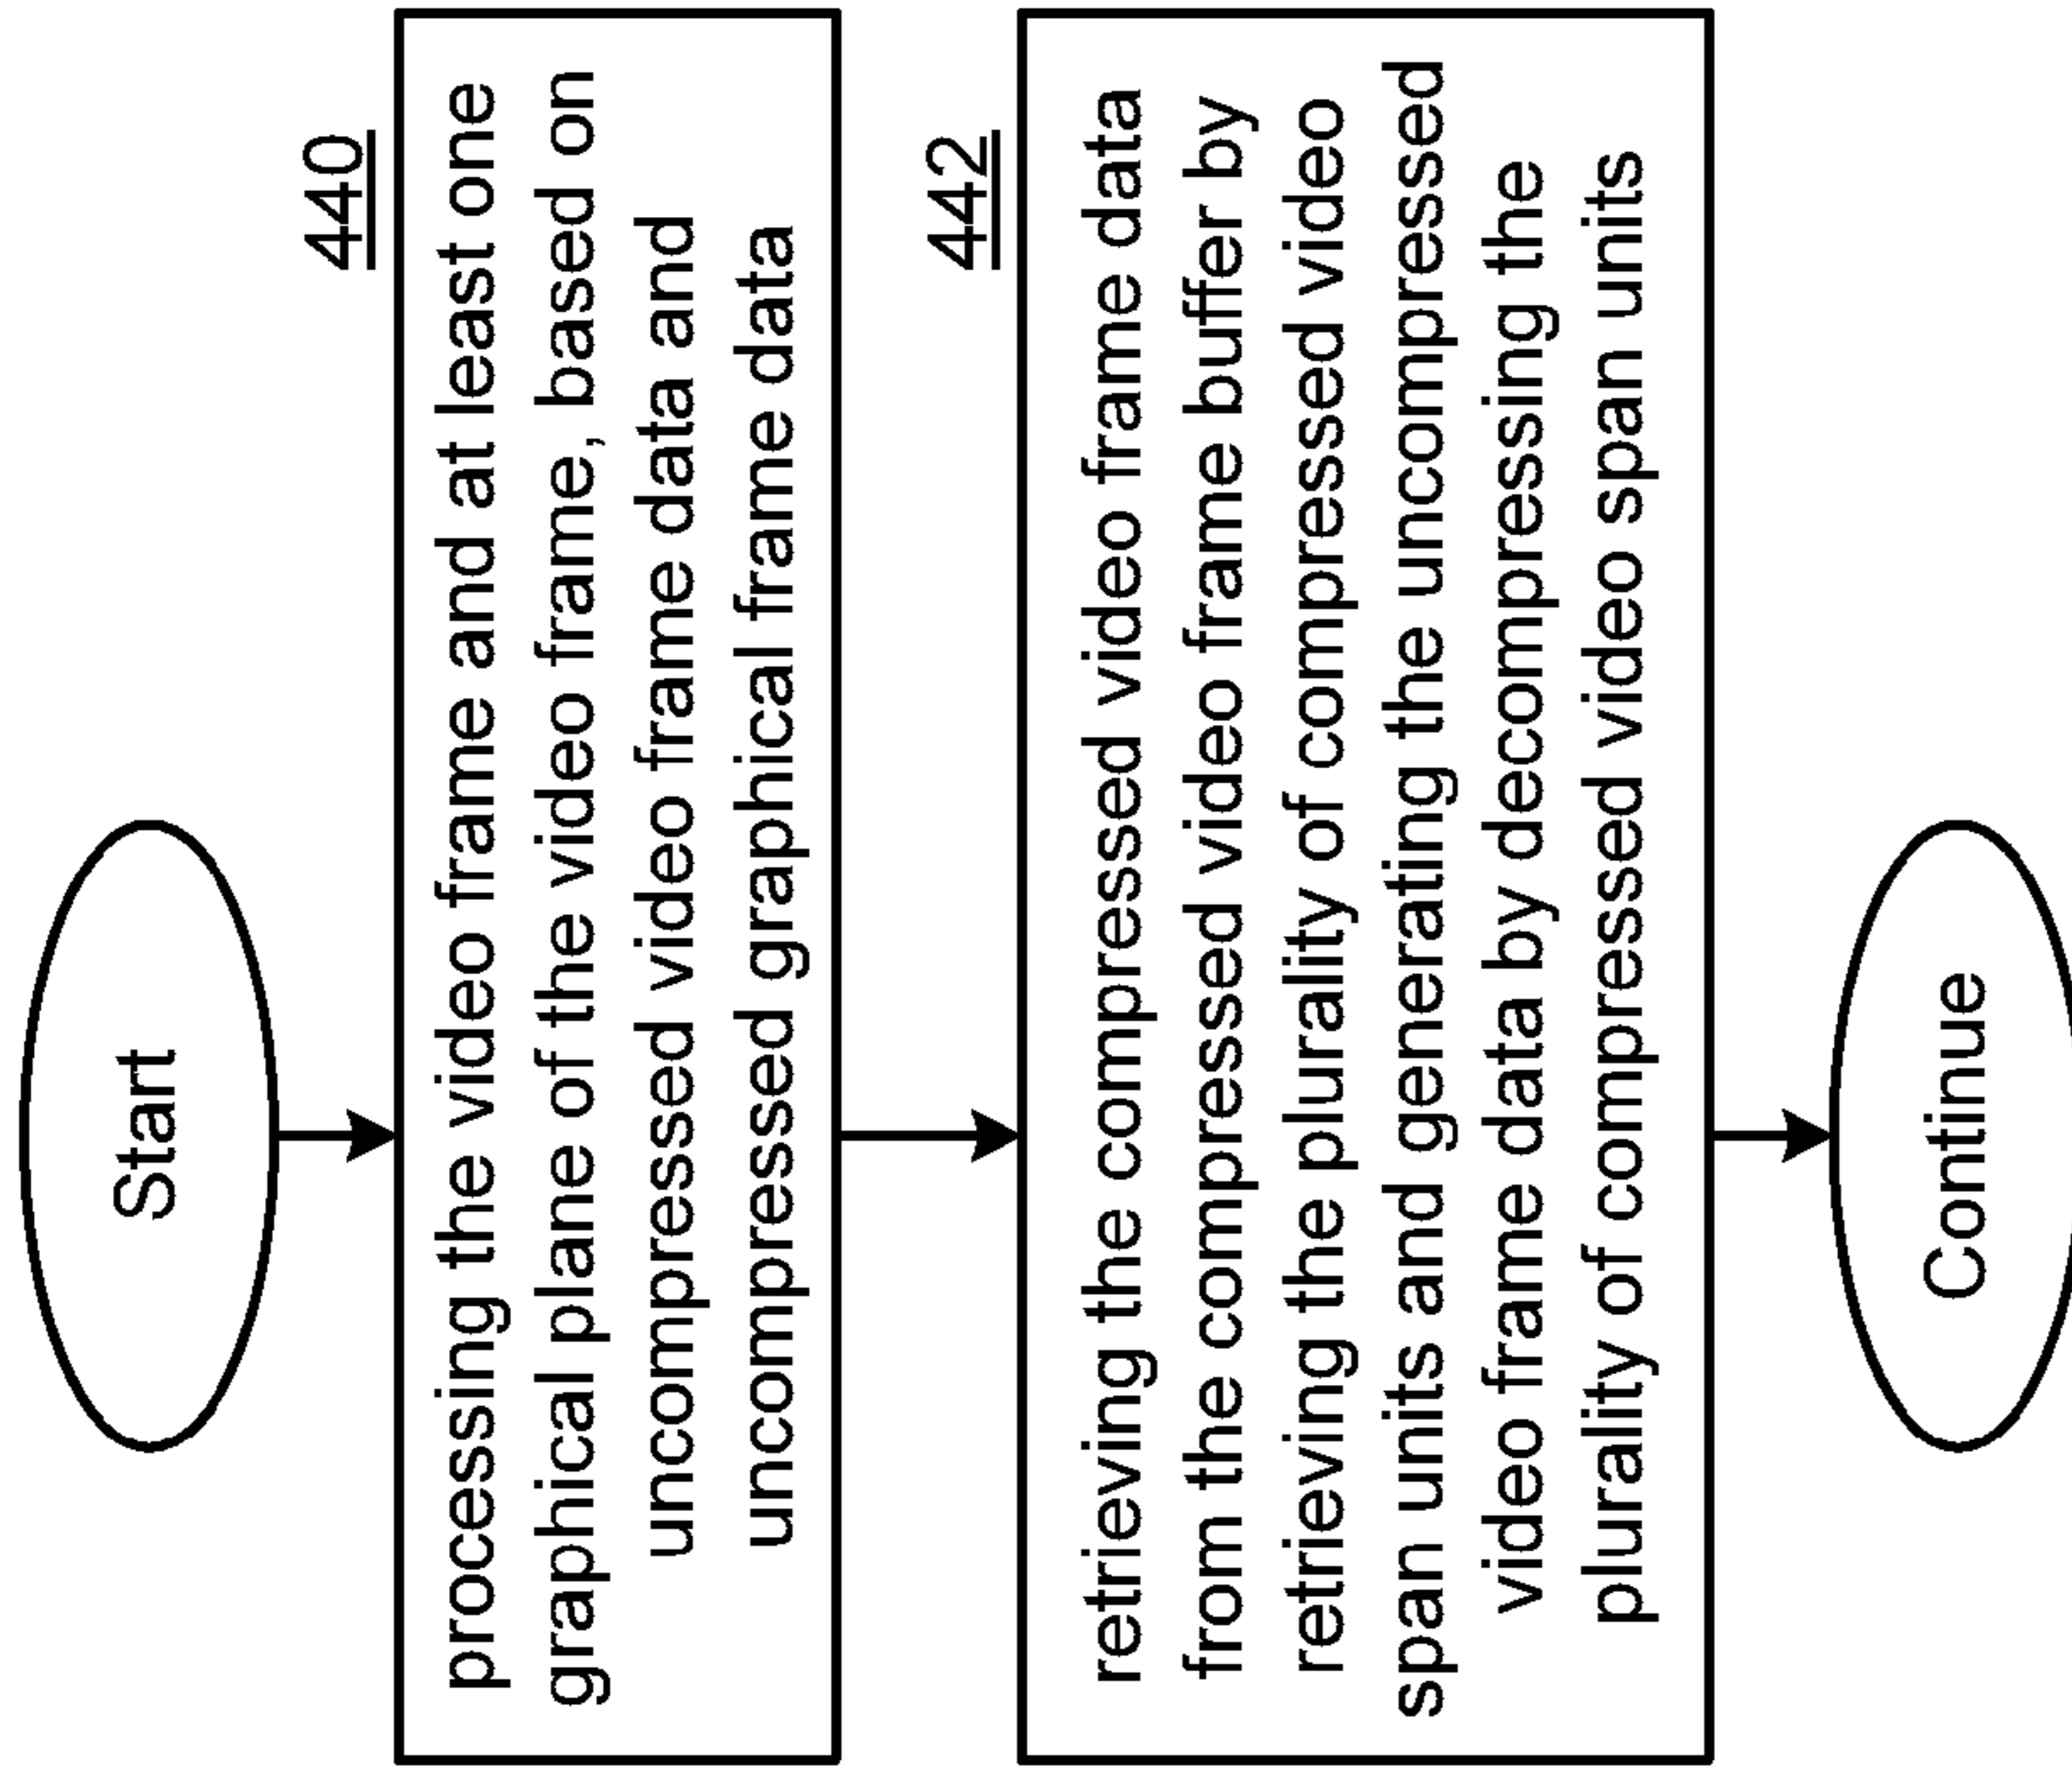 Start
440
processing the video frame and at least one
graphical plane of the video frame, based on
uncompressed video frame data and
uncompressed graphical frame data
442
retrieving the compressed video frame data
from the compressed video frame buffer by
retrieving the plurality of compressed video
span units and generating the uncompressed
video frame data by decompressing the
plurality of compressed video span units
Continue